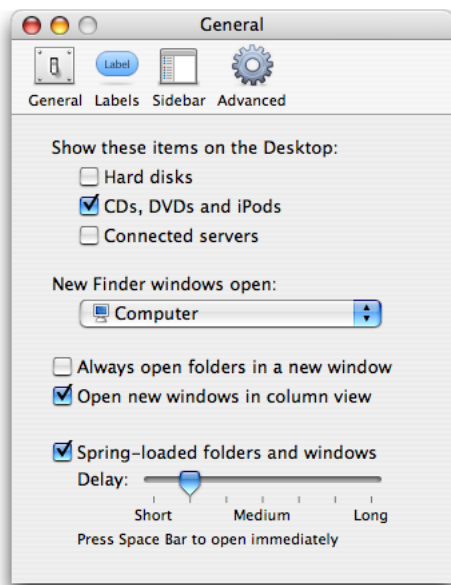 General
Label
General Labels Sidebar Advanced
Show these items on the Desktop:
Hard disks
CDs, DVDs and iPods
Connected servers
New Finder windows open:
Computer
Always open folders in a new window
Open new windows in column view
Spring-loaded folders and windows
Delay:
Short Medium Long
Press Space Bar to open immediately